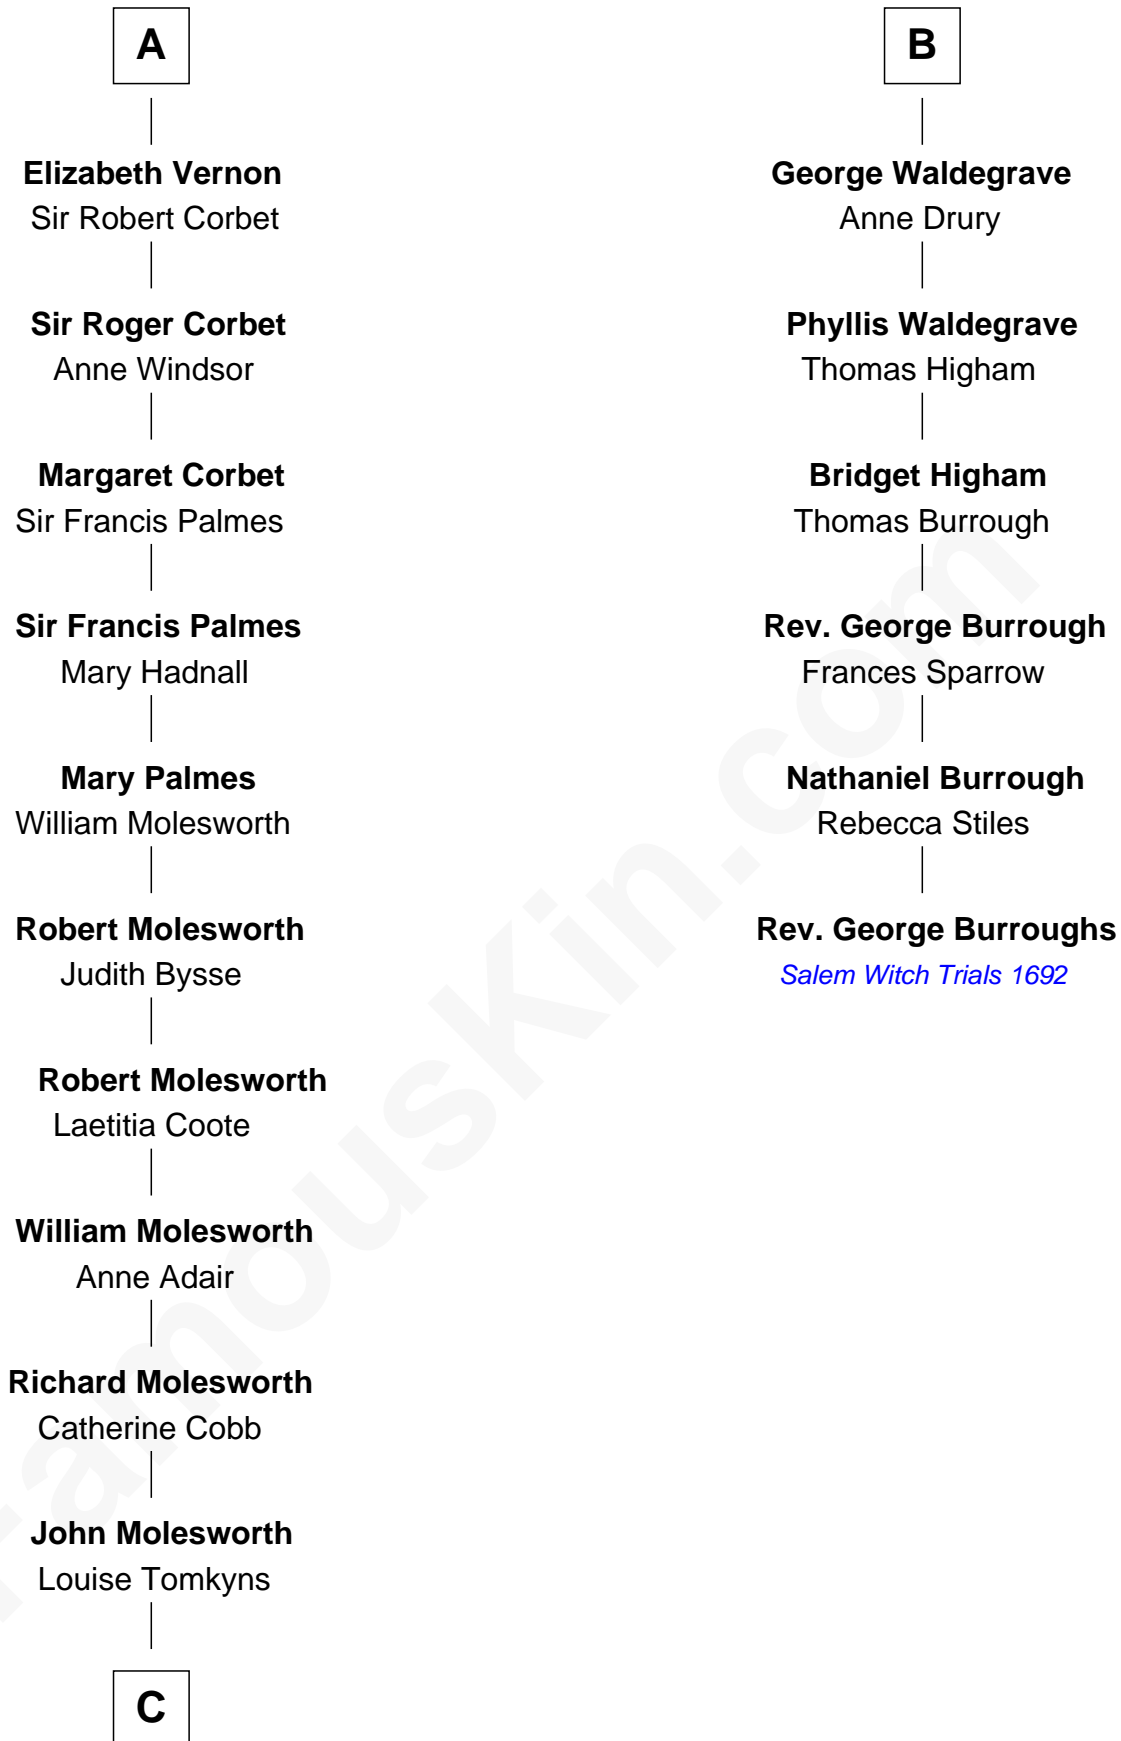 A
Elizabeth Vernon
Sir Robert Corbet
Sir Roger Corbet
Anne Windsor
Margaret Corbet
Sir Francis Palmes
Sir Francis Palmes
Mary Hadnall
Mary Palmes
William Molesworth
Robert Molesworth
Judith Bysse
Robert Molesworth
Laetitia Coote
William Molesworth
Anne Adair
Richard Molesworth
Catherine Cobb
John Molesworth
Louise Tomkyns
C
B
George Waldegrave
Anne Drury
Phyllis Waldegrave
Thomas Higham
Bridget Higham
Thomas Burrough
Rev. George Burrough
Frances Sparrow
Nathaniel Burrough
Rebecca Stiles
Rev. George Burroughs
Salem Witch Trials 1692
FamousKin.com